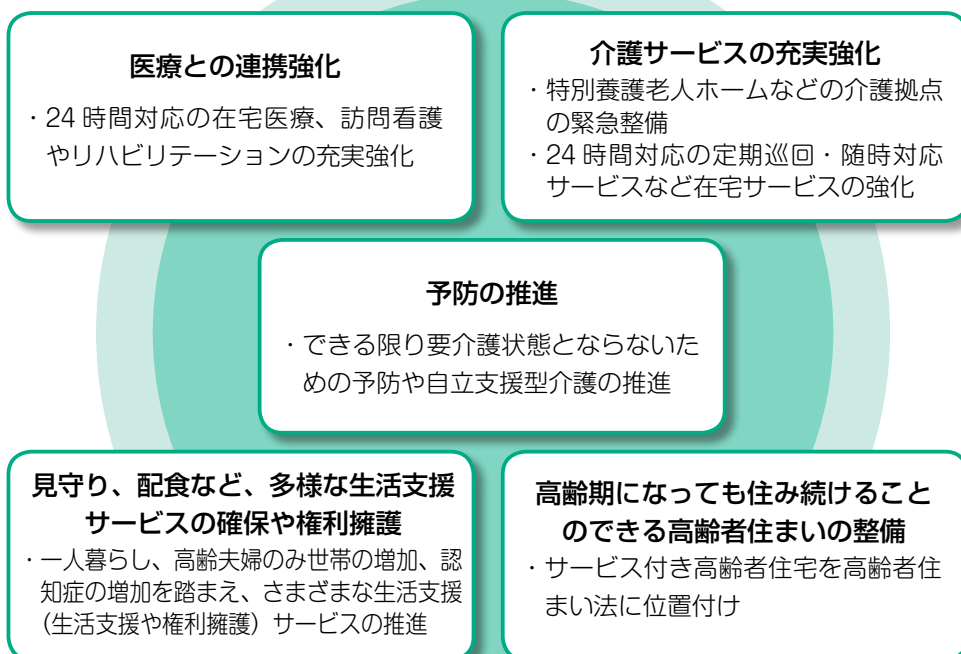 医療との連携強化
・24 時間対応の在宅医療、訪問看護
やリハビリテーションの充実強化
介護サービスの充実強化
・特別養護老人ホームなどの介護拠点
の緊急整備
・24 時間対応の定期巡回・随時対応
サービスなど在宅サービスの強化
予防の推進
・できる限り要介護状態とならないた
めの予防や自立支援型介護の推進
見守り、配食など、多様な生活支援
サービスの確保や権利擁護
・一人暮らし、高齢夫婦のみ世帯の増加、認
知症の増加を踏まえ、さまざまな生活支援
（生活支援や権利擁護）サービスの推進
高齢期になっても住み続けること
のできる高齢者住まいの整備
・サービス付き高齢者住宅を高齢者住
まい法に位置付け